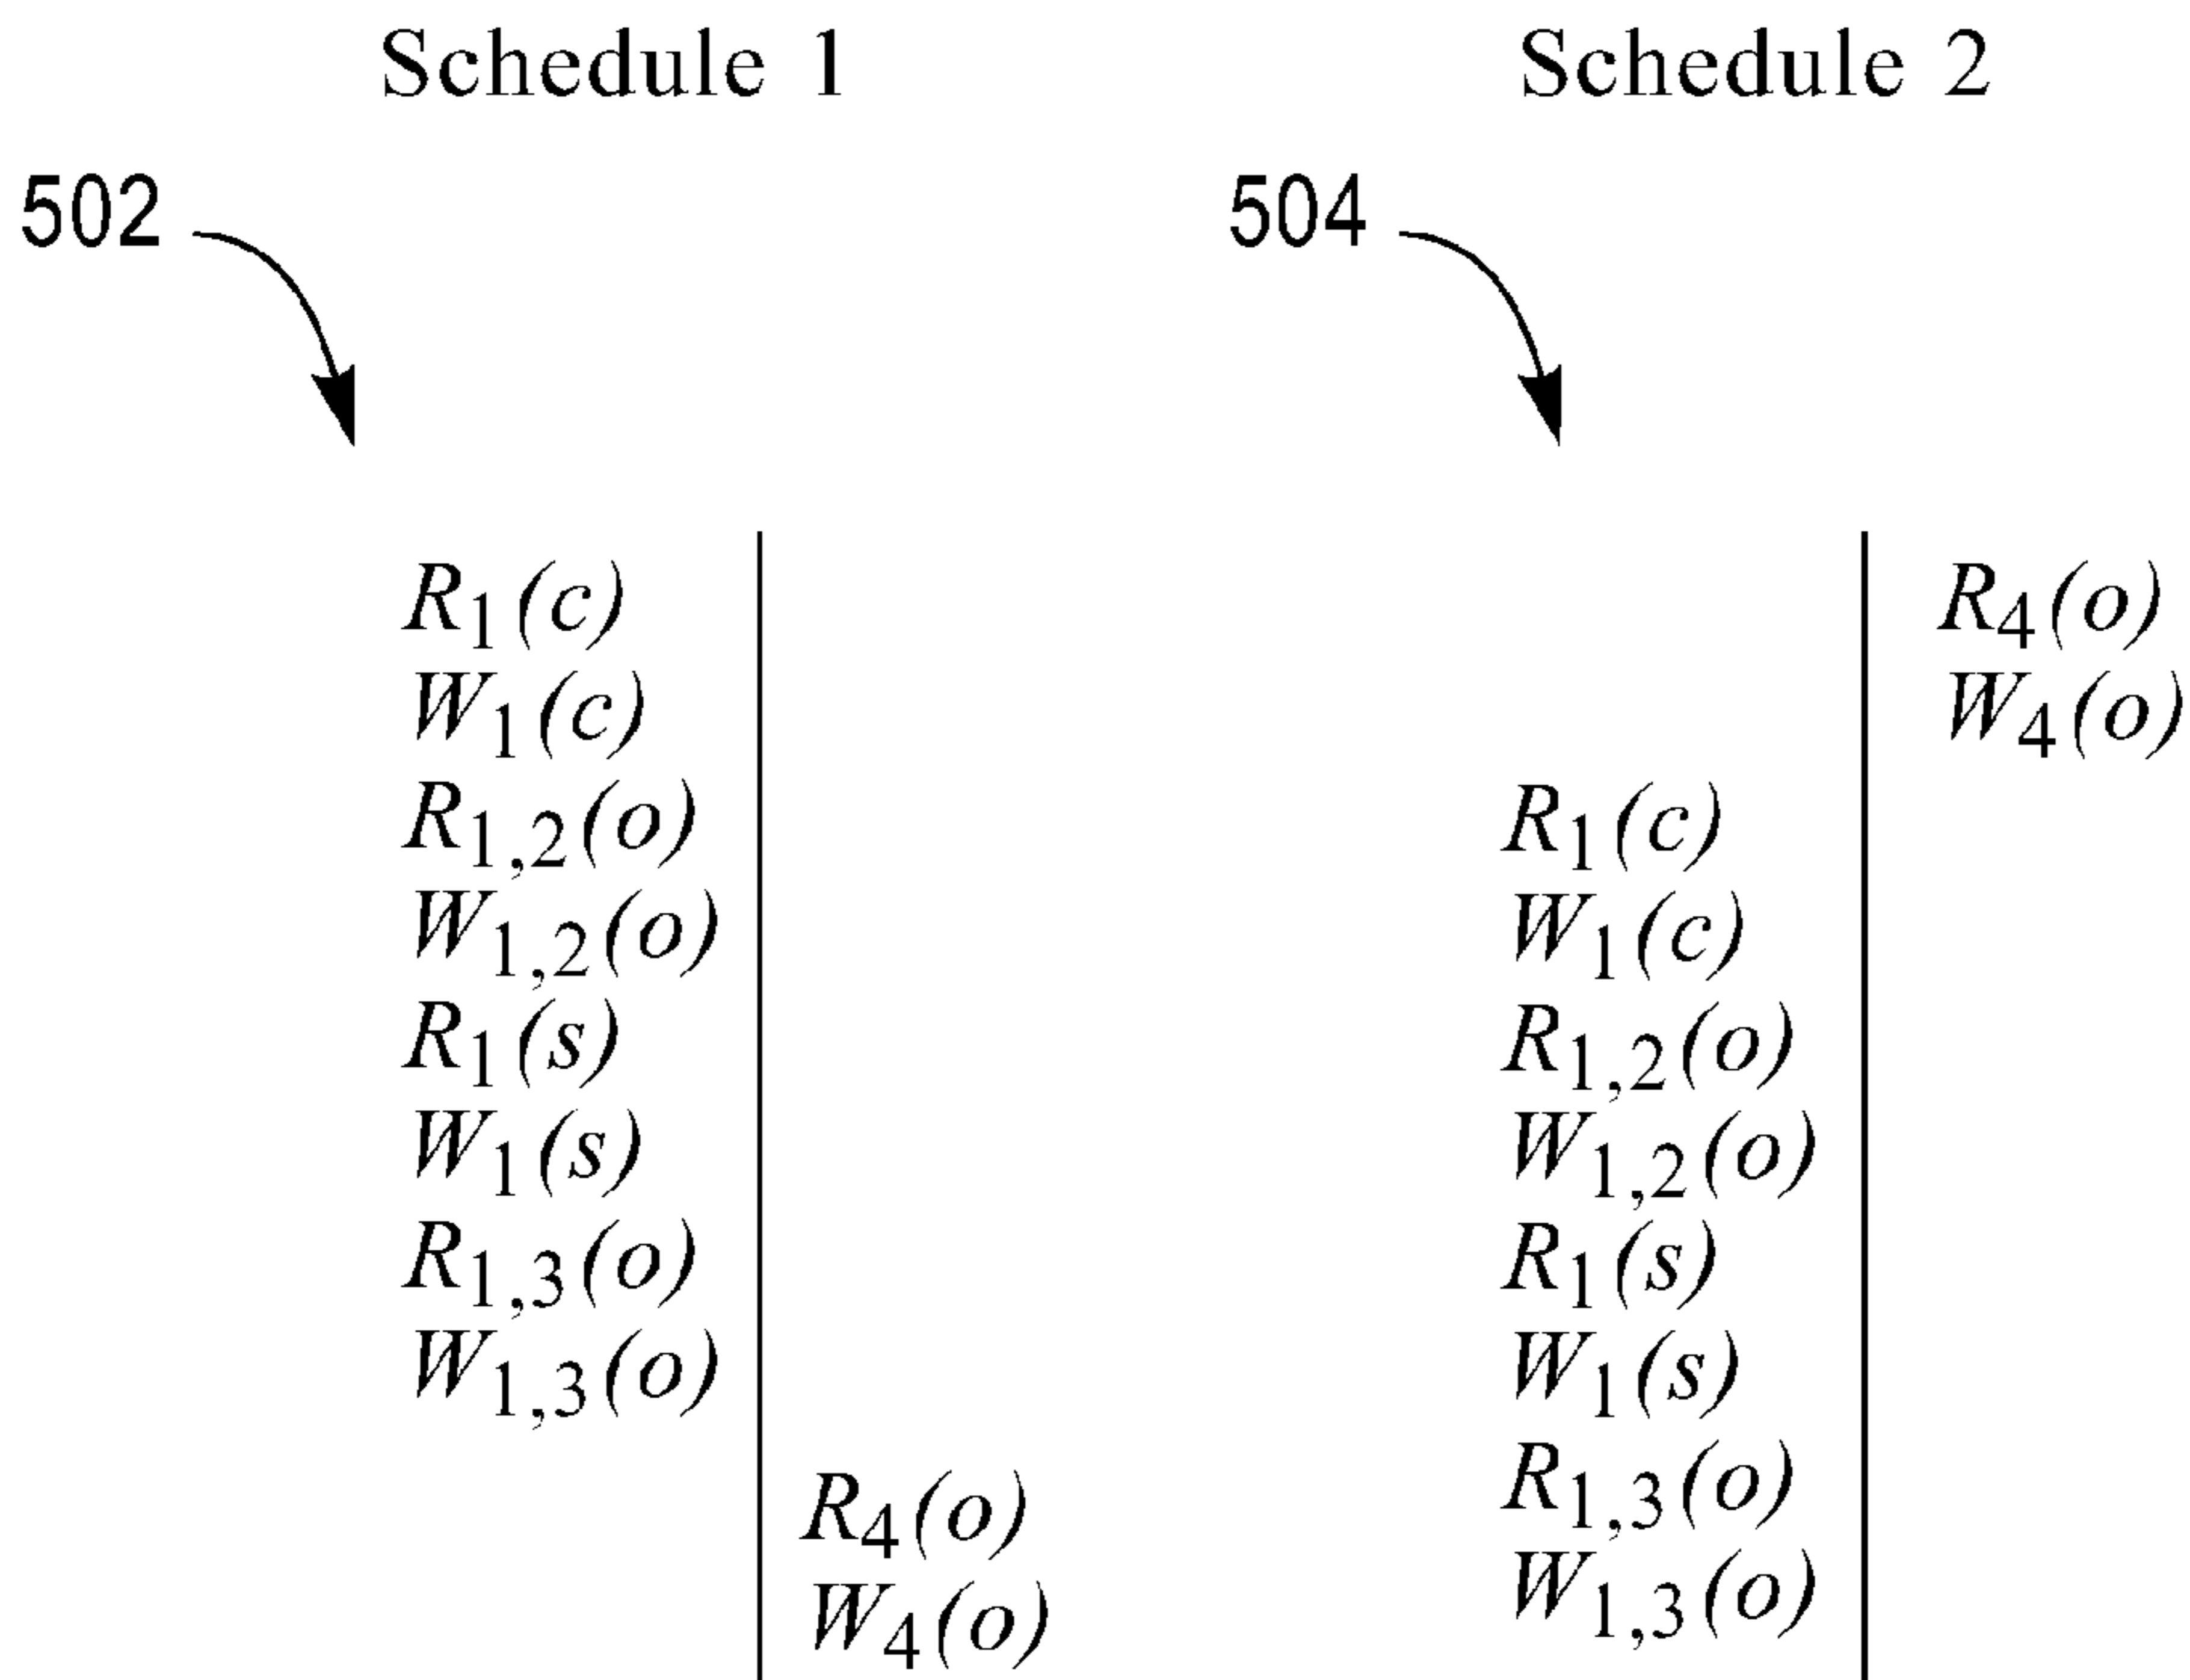 Schedule 1
502
R1(c)
W1(c)
R1,2(o)
W1,2(o)
R1(s)
W1(s)
R1,3(o)
W1,3(o)
R4(o)
W4(o)
Schedule 2
504
R4(o)
W4(o)
R1(c)
W1(c)
R1,2(o)
W1,2(o)
R1(s)
W1(s)
R1,3(o)
W1,3(o)